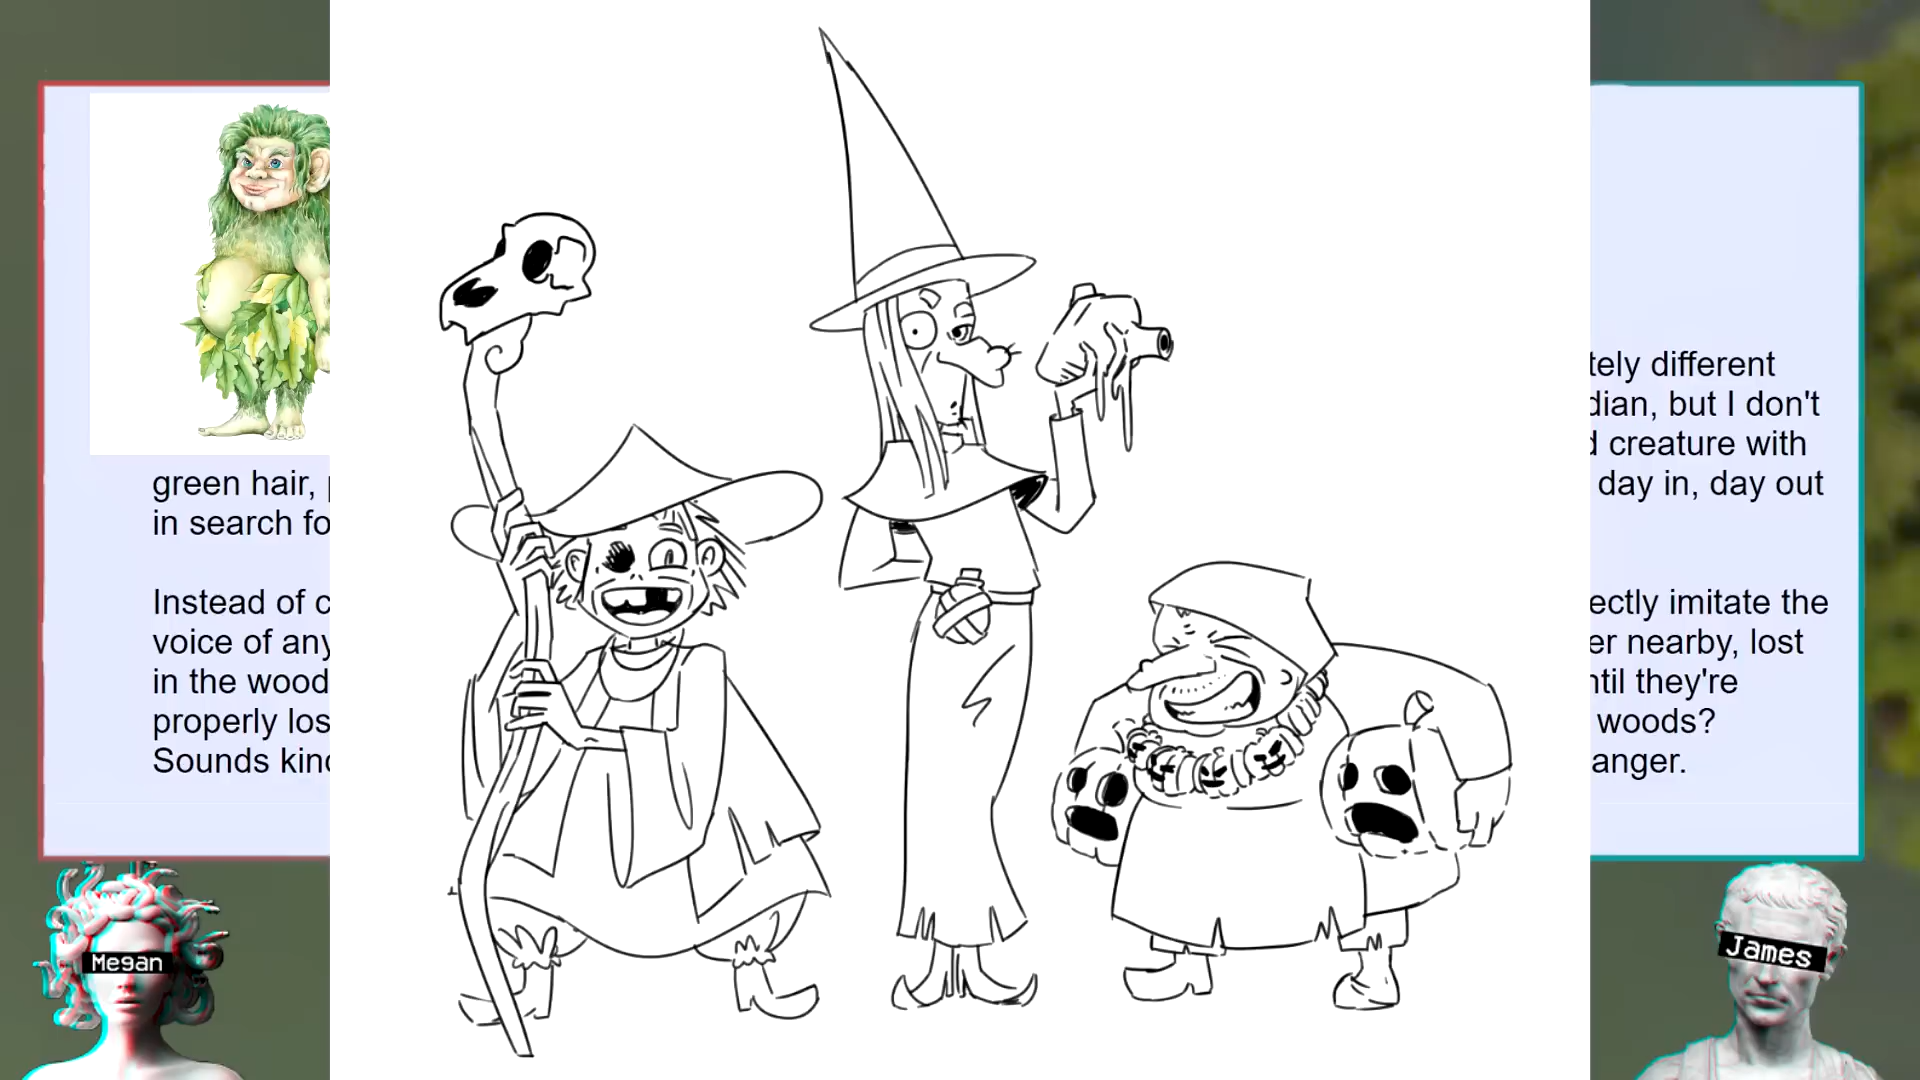 tely different
dian, but I don't
d creature with
green hair,
day in, day out
in search fo
Instead of c
ectly imitate the
voice of any
er nearby, lost
in the wood
ntil they're
properly los
woods?
Sounds kind
anger.
Megan
James